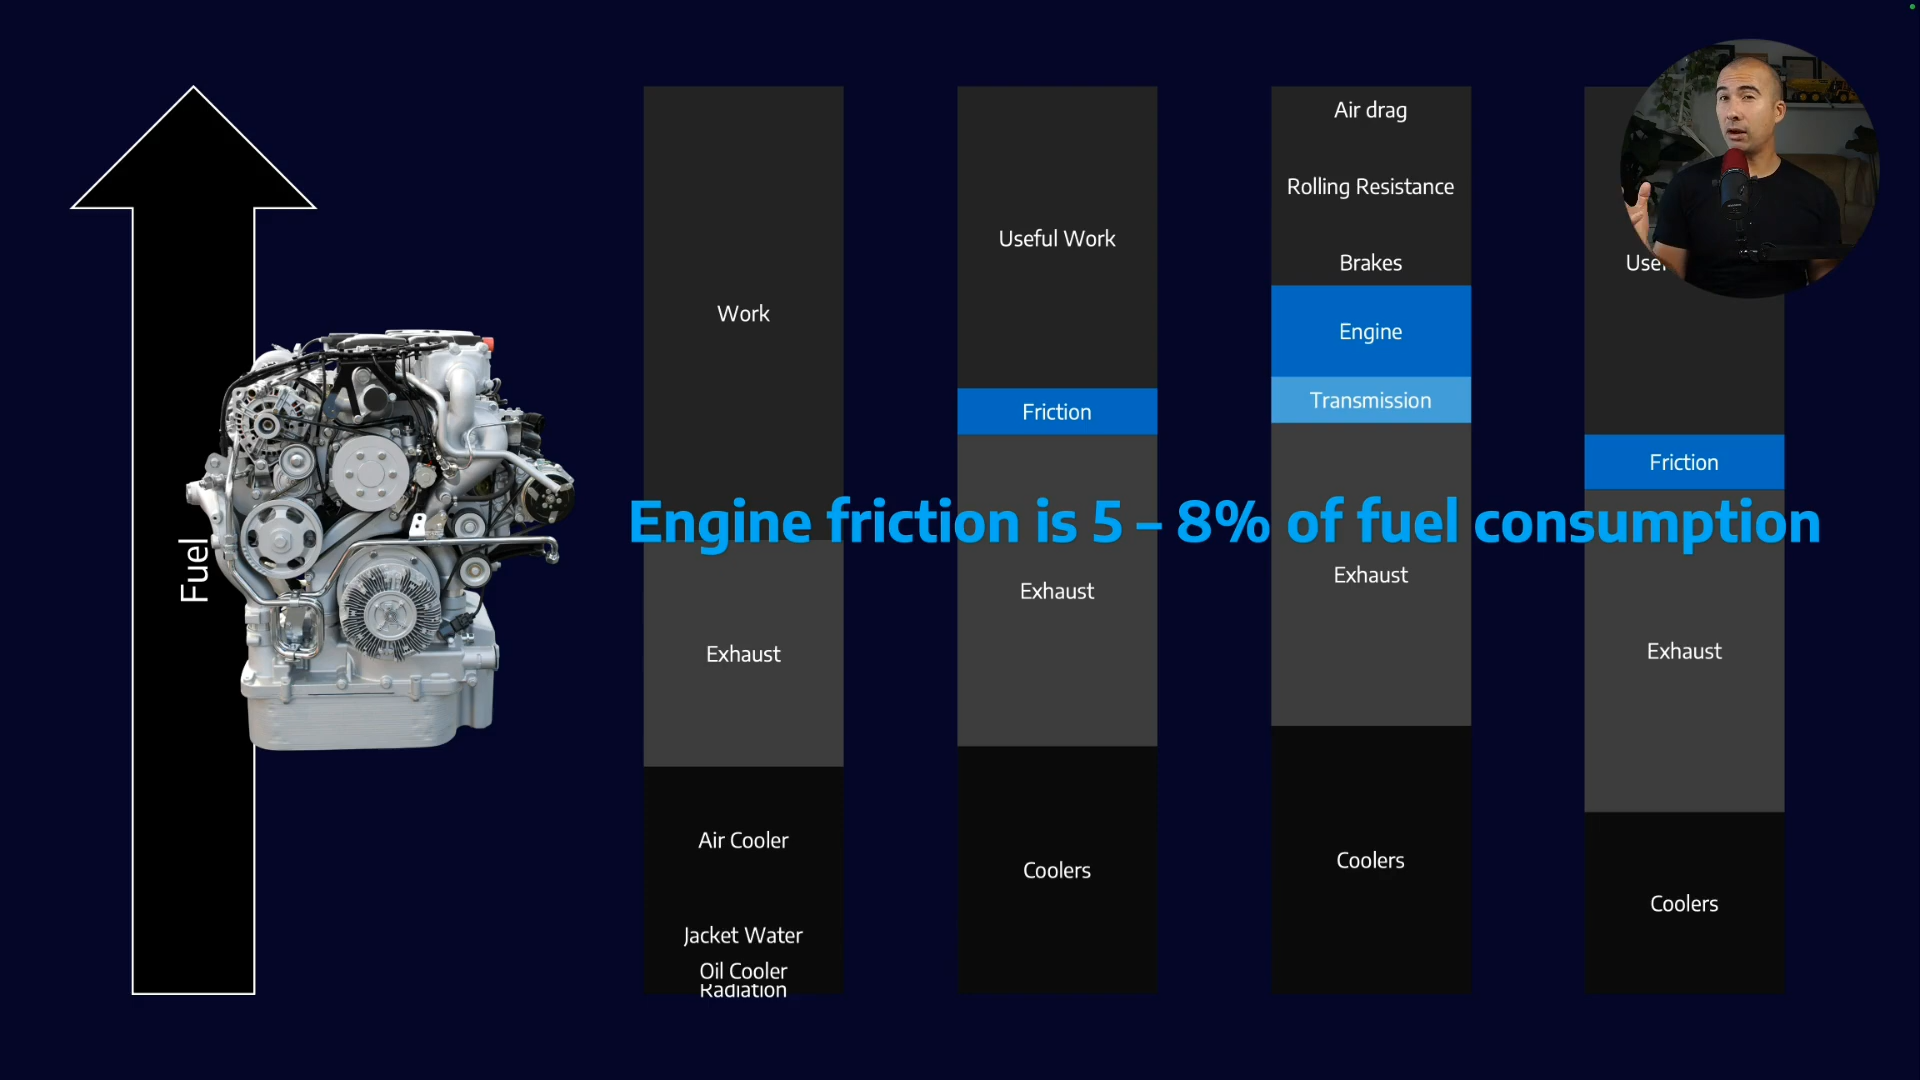 Fuel
Work
Exhaust
Air Cooler
Jacket Water
Oil Cooler
Radiation
Useful Work
Friction
Exhaust
Coolers
Air drag
Rolling Resistance
Brakes
Engine
Transmission
Exhaust
Coolers
Friction
Exhaust
Coolers
Engine friction is 5 – 8% of fuel consumption